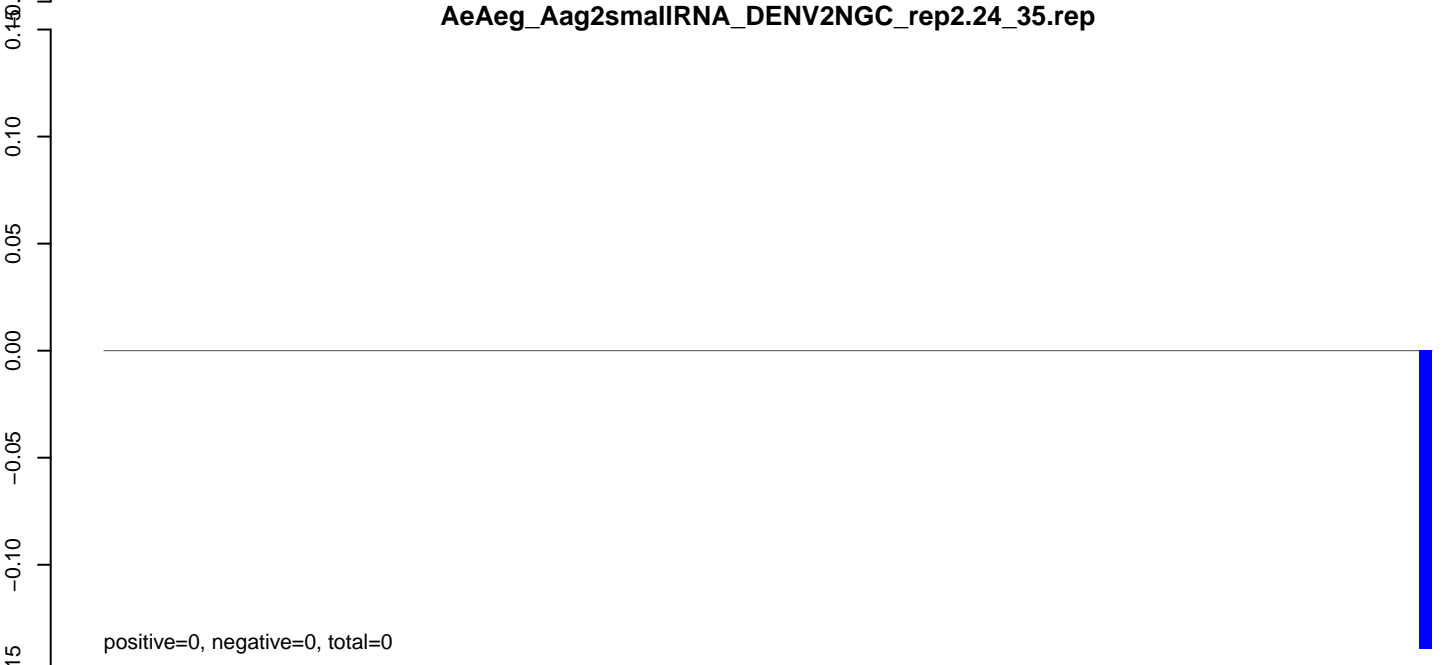 AeAeg_Aag2smallRNA_DENV2NGC_rep2.24_35.rep
0.10
0.05
0.00
−0.05
−0.10
positive=0, negative=0, total=0